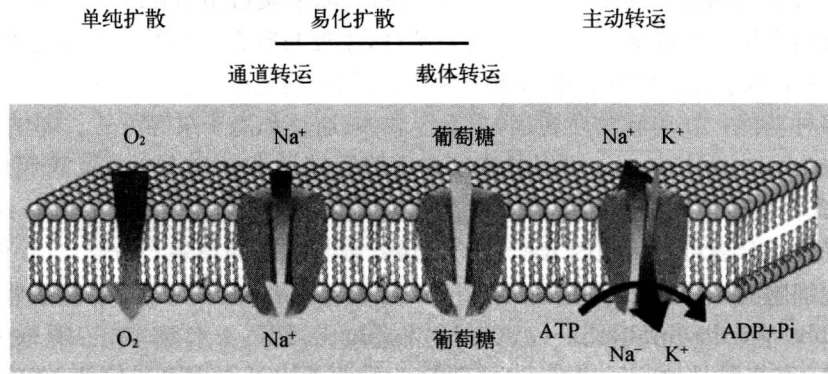 单纯扩散 易化扩散 主动转运
通道转运 载体转运
O₂ Na⁺ 葡萄糖 Na⁺ K⁺
O₂ Na⁺ 葡萄糖 ATP Na⁻ K⁺ ADP+Pi